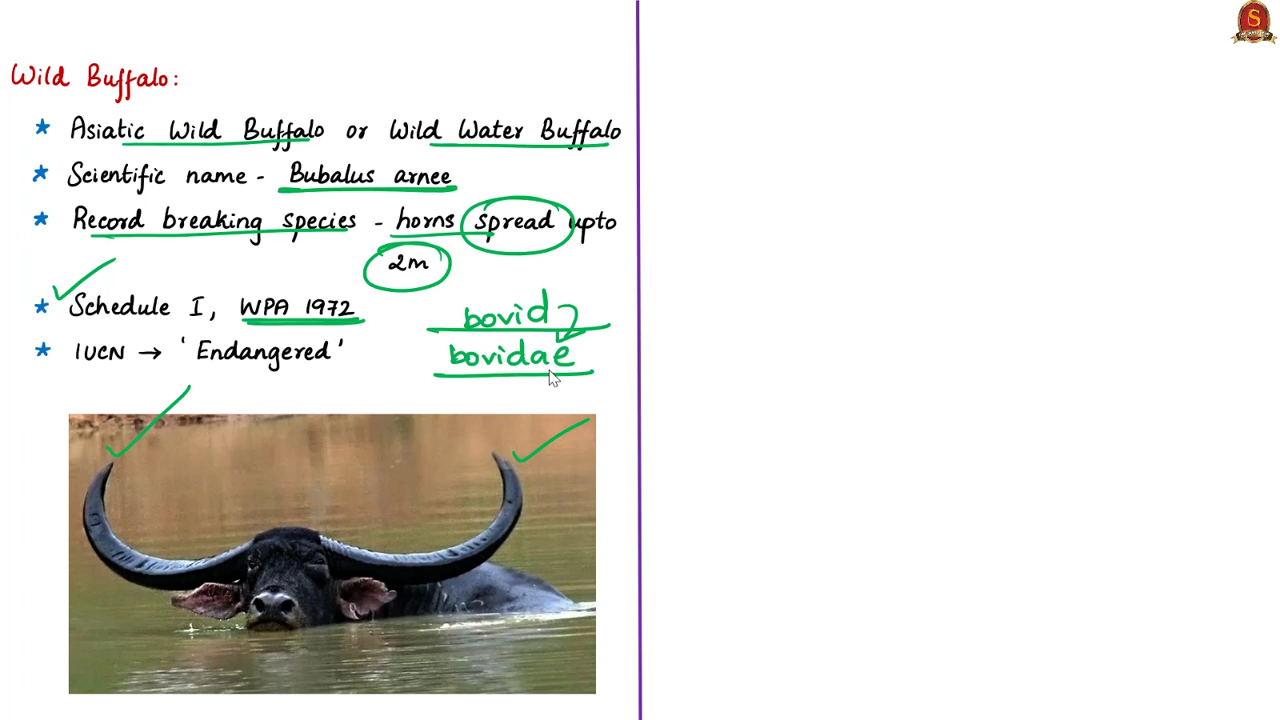 Wild Buffalo:
* Asiatic Wild Buffalo or Wild Water Buffalo
* Scientific name - Bubalus arnee
* Record breaking species - horns spread upto
2m
* Schedule I, WPA 1972
* IUCN → 'Endangered'
bovid
bovidae
S